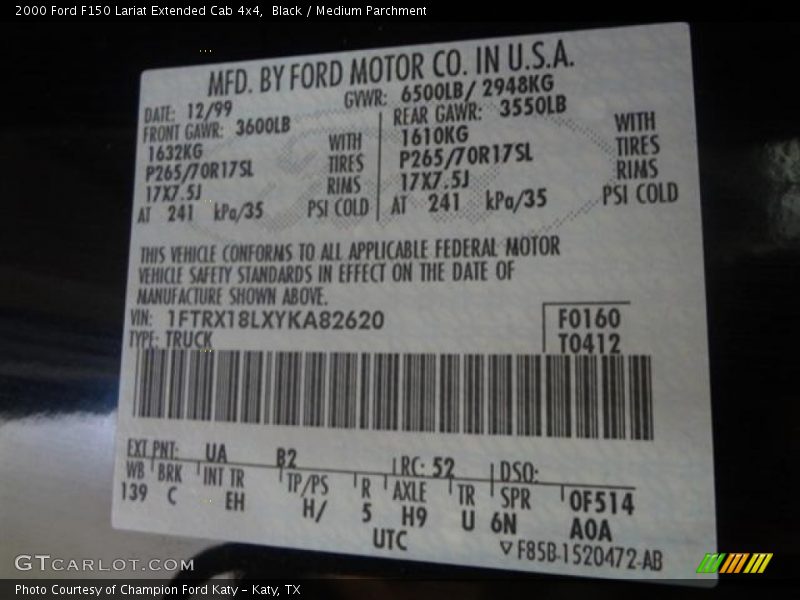 2000 Ford F150 Lariat Extended Cab 4x4,  Black / Medium Parchment
MFD. BY FORD MOTOR CO. IN U.S.A.
DATE: 12/99
GVWR: 6500LB/ 2948KG
FRONT GAWR: 3600LB
REAR GAWR: 3550LB
1632KG WITH
1610KG WITH
P265/70R17SL TIRES
P265/70R17SL TIRES
17X7.5J RIMS
17X7.5J RIMS
AT 241 kPa/35 PSI COLD
AT 241 kPa/35 PSI COLD
THIS VEHICLE CONFORMS TO ALL APPLICABLE FEDERAL MOTOR
VEHICLE SAFETY STANDARDS IN EFFECT ON THE DATE OF
MANUFACTURE SHOWN ABOVE.
VIN: 1FTRX18LXYKA82620
F0160
TYPE: TRUCK
T0412
EXT PNT: UA B2 RC: 52 DSO:
WB BRK INT TR TP/PS R AXLE TR SPR 0F514
139 C EH H/ 5 H9 U 6N A0A
UTC
▽F85B-1520472-AB
GTCARLOT.COM
Photo Courtesy of Champion Ford Katy - Katy, TX